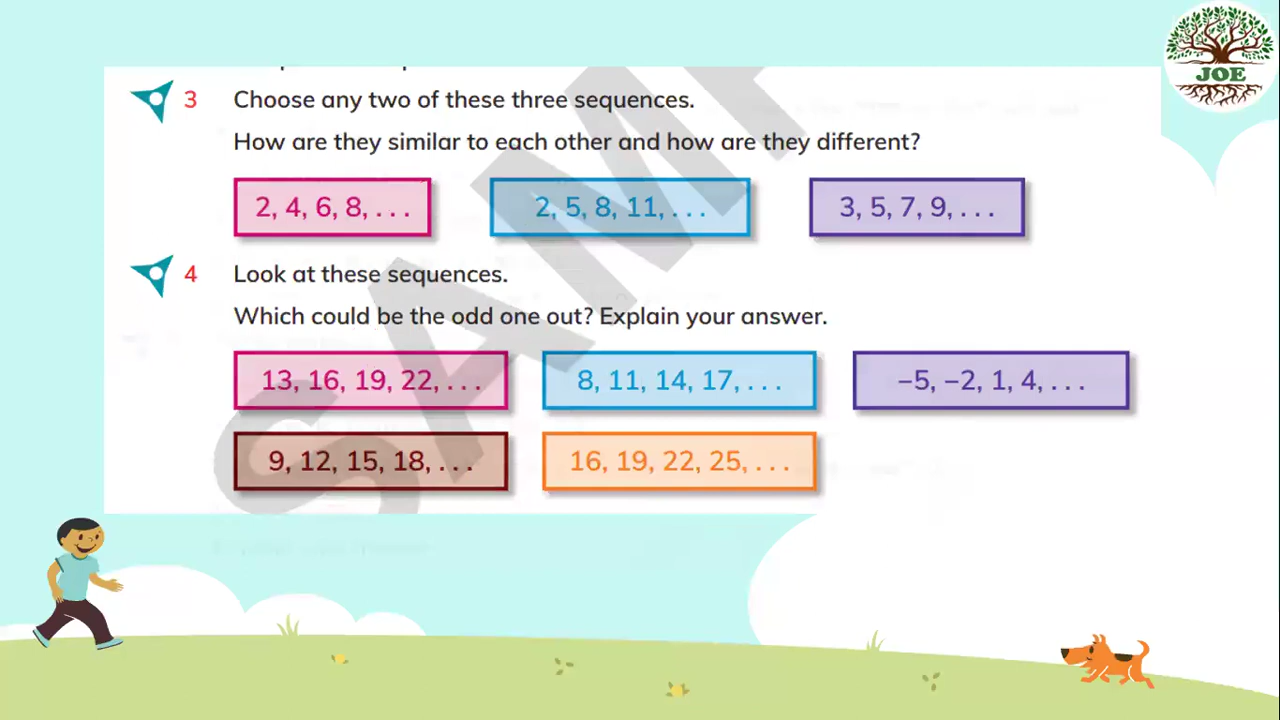 JOE
3 Choose any two of these three sequences.
How are they similar to each other and how are they different?
2, 4, 6, 8, . . .
2, 5, 8, 11, . . .
3, 5, 7, 9, . . .
4 Look at these sequences.
Which could be the odd one out? Explain your answer.
13, 16, 19, 22, . . .
8, 11, 14, 17, . . .
−5, −2, 1, 4, . . .
9, 12, 15, 18, . . .
16, 19, 22, 25, . . .